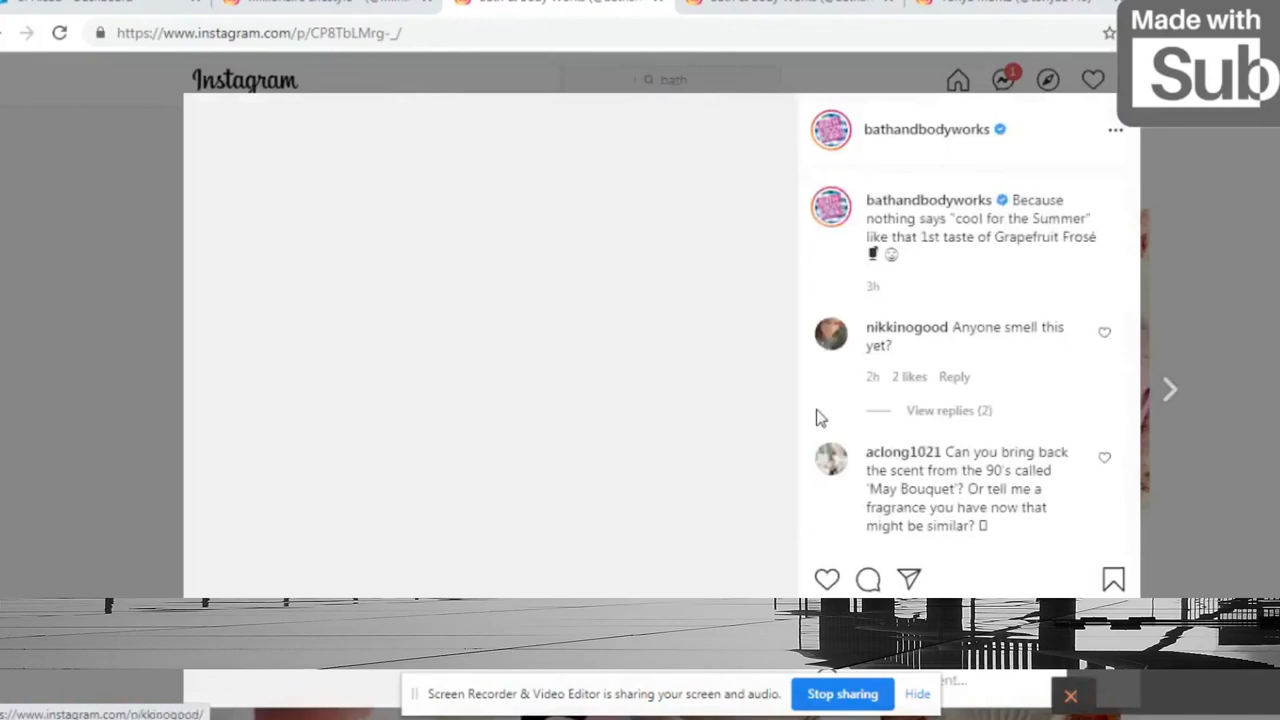 Made with
Sub
https://www.instagram.com/p/CP8TbLMrg-_/
Instagram
bath
1
bathandbodyworks
bathandbodyworks Because
nothing says "cool for the Summer"
like that 1st taste of Grapefruit Frosé
3h
nikkinogood Anyone smell this
yet?
2h 2 likes Reply
View replies (2)
aclong1021 Can you bring back
the scent from the 90's called
'May Bouquet'? Or tell me a
fragrance you have now that
might be similar?
Screen Recorder & Video Editor is sharing your screen and audio.
Stop sharing
Hide
s://www.instagram.com/nikkinogood/